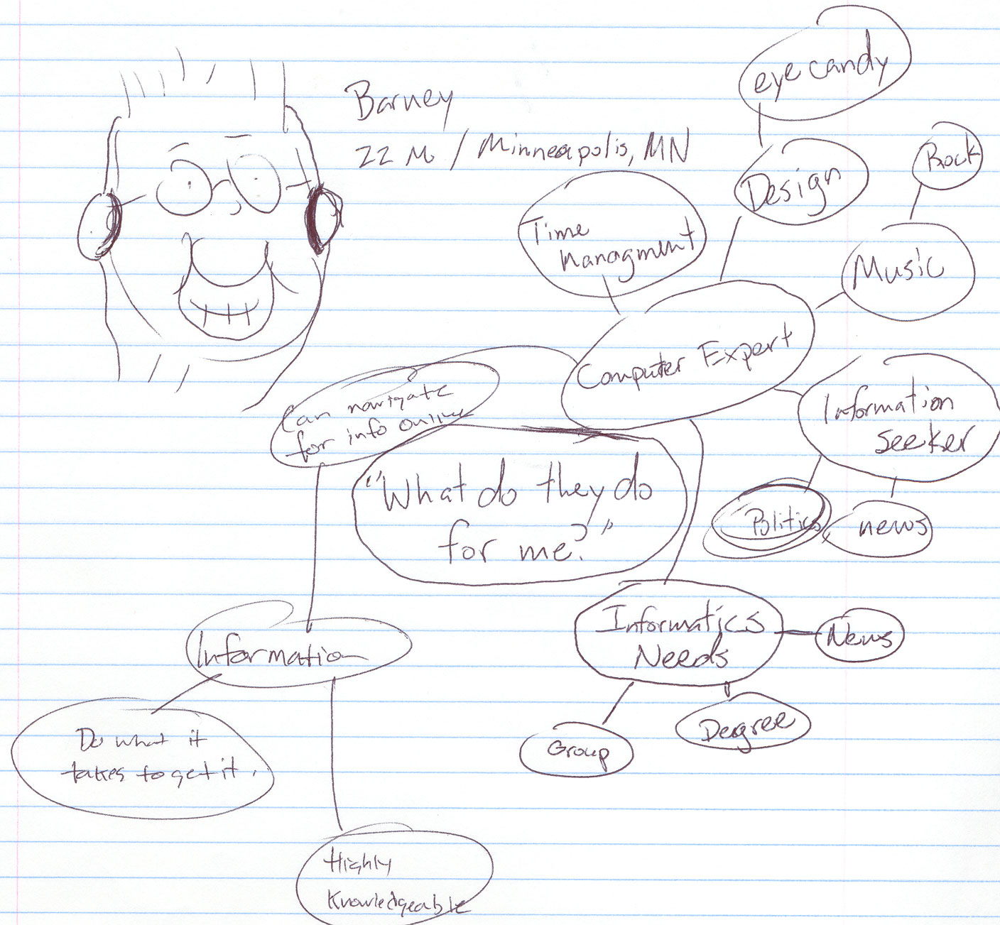 Barney
22 M / Minneapolis, MN
eye candy
Design
Rock
Music
Time
Managment
Computer Expert
Information
Seeker
Politics
news
Can navigate
for info online
"What do they do
for me?"
Informatics
Needs
News
Group
Degree
Information
Do what it
takes to get it.
Highly
Knowledgeable